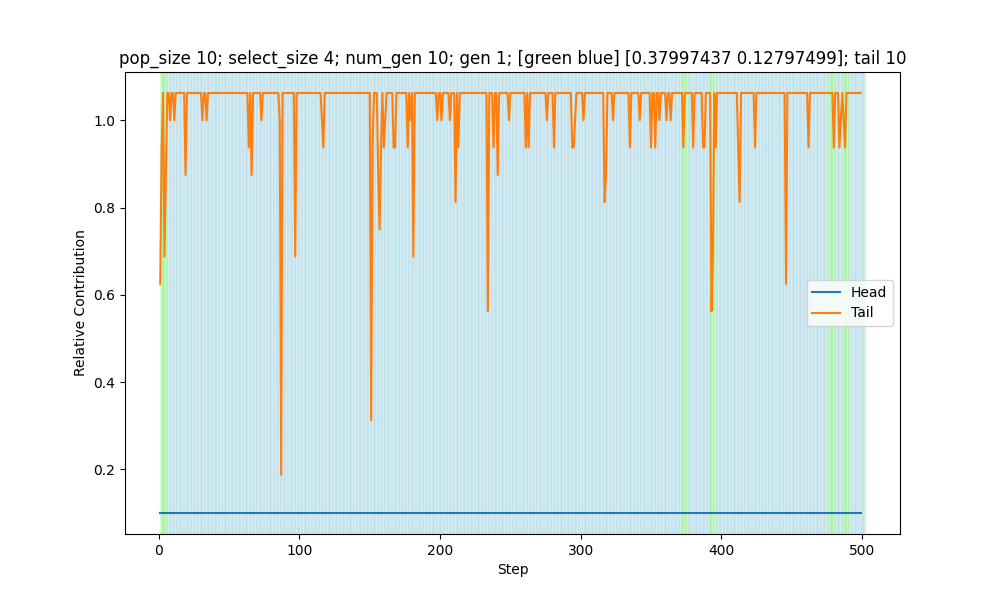 pop_size 10; select_size 4; num_gen 10; gen 1; [green blue] [0.37997437 0.12797499]; tail 10
1.0
0.8
0.6
0.4
0.2
Relative Contribution
Head
Tail
0 100 200 300 400 500
Step